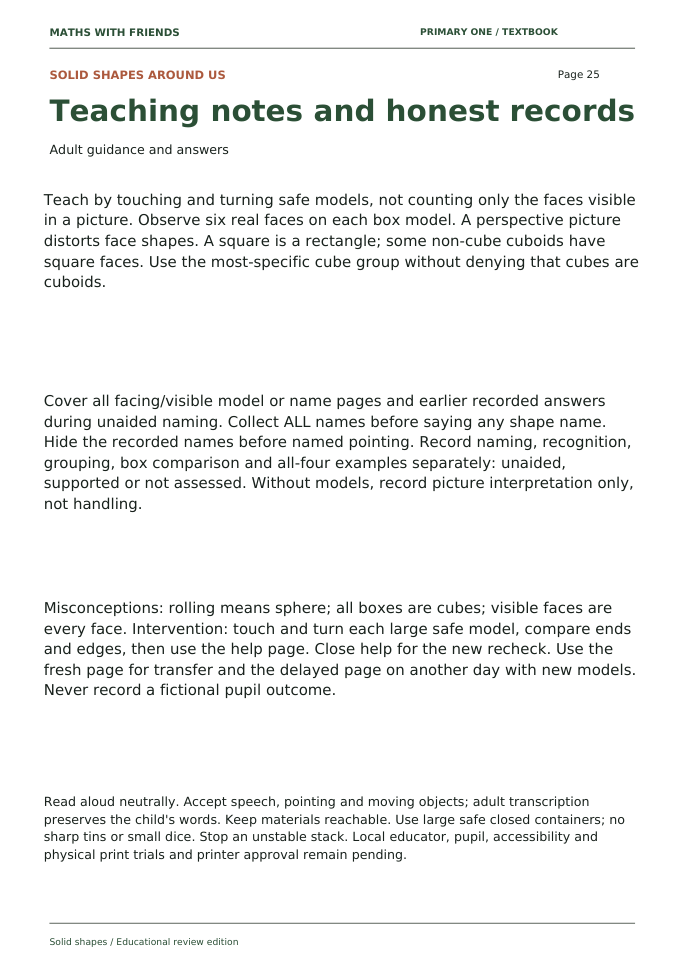 MATHS WITH FRIENDS
PRIMARY ONE / TEXTBOOK
SOLID SHAPES AROUND US
Page 25
Teaching notes and honest records
Adult guidance and answers
Teach by touching and turning safe models, not counting only the faces visible
in a picture. Observe six real faces on each box model. A perspective picture
distorts face shapes. A square is a rectangle; some non-cube cuboids have
square faces. Use the most-specific cube group without denying that cubes are
cuboids.
Cover all facing/visible model or name pages and earlier recorded answers
during unaided naming. Collect ALL names before saying any shape name.
Hide the recorded names before named pointing. Record naming, recognition,
grouping, box comparison and all-four examples separately: unaided,
supported or not assessed. Without models, record picture interpretation only,
not handling.
Misconceptions: rolling means sphere; all boxes are cubes; visible faces are
every face. Intervention: touch and turn each large safe model, compare ends
and edges, then use the help page. Close help for the new recheck. Use the
fresh page for transfer and the delayed page on another day with new models.
Never record a fictional pupil outcome.
Read aloud neutrally. Accept speech, pointing and moving objects; adult transcription
preserves the child's words. Keep materials reachable. Use large safe closed containers; no
sharp tins or small dice. Stop an unstable stack. Local educator, pupil, accessibility and
physical print trials and printer approval remain pending.
Solid shapes / Educational review edition